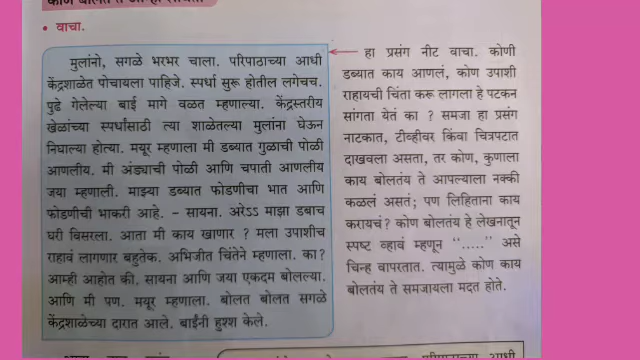 • वाचा.
मुलांनो, सगळे भरभर चाला. परिपाठाच्या आधी
केंद्रशाळेत पोचायला पाहिजे. स्पर्धा सुरू होतील लगेचच.
पुढे गेलेल्या बाई मागे वळत म्हणाल्या. केंद्रस्तरीय
खेळांच्या स्पर्धांसाठी त्या शाळेतल्या मुलांना घेऊन
निघाल्या होत्या. मयूर म्हणाला मी डब्यात गुळाची पोळी
आणलीय. मी अंड्याची पोळी आणि चपाती आणलीय
जया म्हणाली. माझ्या डब्यात फोडणीचा भात आणि
फोडणीची भाकरी आहे. – सायना. अरेऽऽ माझा डबाच
घरी विसरला. आता मी काय खाणार ? मला उपाशीच
राहावं लागणार बहुतेक. अभिजीत चिंतेने म्हणाला. का?
आम्ही आहोत की. सायना आणि जया एकदम बोलल्या.
आणि मी पण. मयूर म्हणाला. बोलत बोलत सगळे
केंद्रशाळेच्या दारात आले. बाईंनी हुश्श केले.
हा प्रसंग नीट वाचा. कोणी
डब्यात काय आणलं, कोण उपाशी
राहायची चिंता करू लागला हे पटकन
सांगता येतं का ? समजा हा प्रसंग
नाटकात, टीव्हीवर किंवा चित्रपटात
दाखवला असता, तर कोण, कुणाला
काय बोलतंय ते आपल्याला नक्की
कळलं असतं; पण लिहिताना काय
करायचं? कोण बोलतंय हे लेखनातून
स्पष्ट व्हावं म्हणून “.....” असे
चिन्ह वापरतात. त्यामुळे कोण काय
बोलतंय ते समजायला मदत होते.